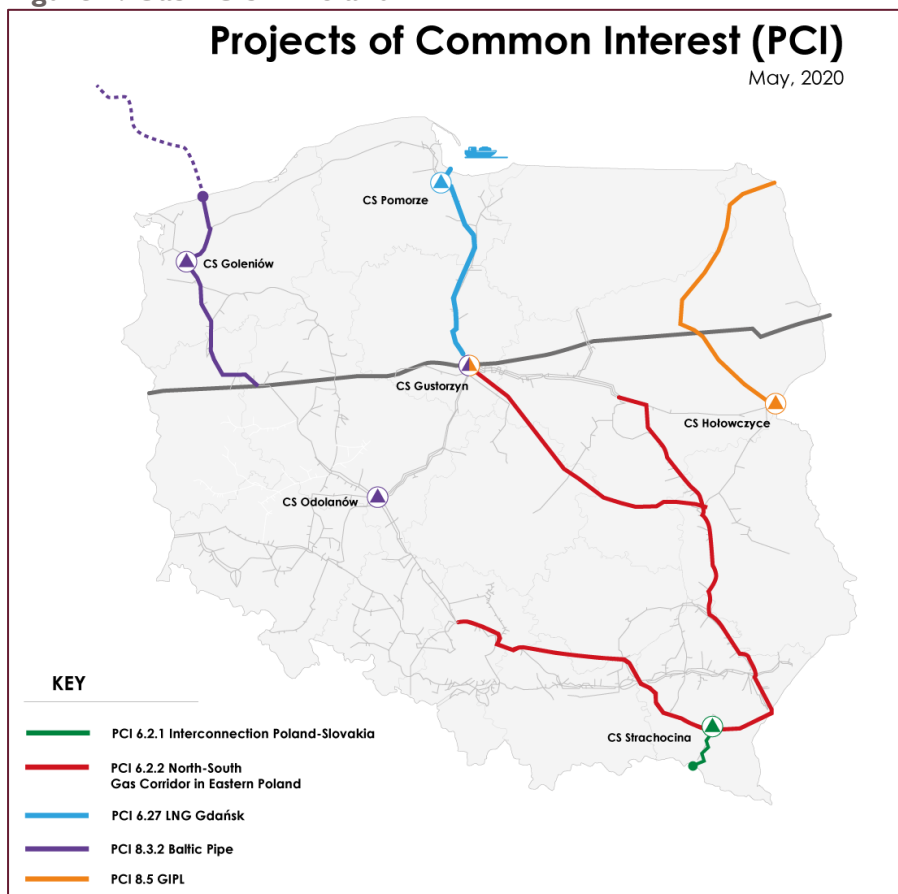 Projects of Common Interest (PCI)
May, 2020
CS Pomorze
CS Goleniów
CS Gustorzyn
CS Hołowczyce
CS Odolanów
CS Strachocina
KEY
PCI 6.2.1 Interconnection Poland-Slovakia
PCI 6.2.2 North-South
Gas Corridor in Eastern Poland
PCI 6.27 LNG Gdańsk
PCI 8.3.2 Baltic Pipe
PCI 8.5 GIPL